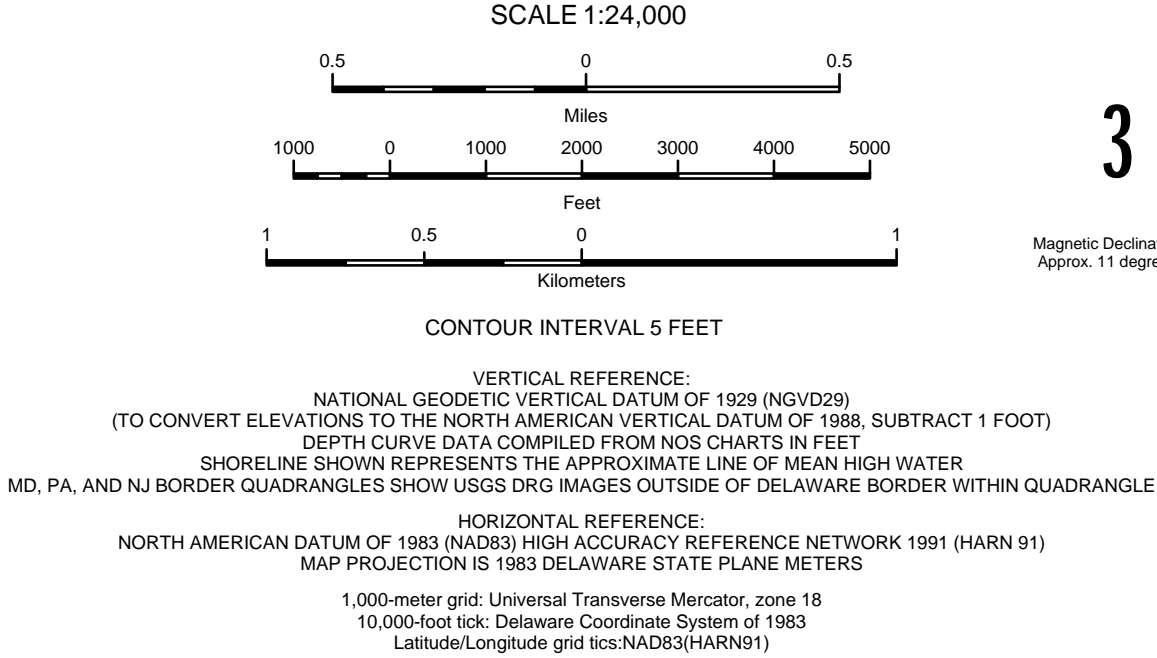 SCALE 1:24,000
0.5 0 0.5
Miles
1000 0 1000 2000 3000 4000 5000
Feet
1 0.5 0 1
Kilometers
3
Magnetic
Approx. 11
CONTOUR INTERVAL 5 FEET
VERTICAL REFERENCE:
NATIONAL GEODETIC VERTICAL DATUM OF 1929 (NGVD29)
(TO CONVERT ELEVATIONS TO THE NORTH AMERICAN VERTICAL DATUM OF 1988, SUBTRACT 1 FOOT)
DEPTH CURVE DATA COMPILED FROM NOS CHARTS IN FEET
SHORELINE SHOWN REPRESENTS THE APPROXIMATE LINE OF MEAN HIGH WATER
MD, PA, AND NJ BORDER QUADRANGLES SHOW USGS DRG IMAGES OUTSIDE OF DELAWARE BORDER WITHIN QUADRANGLE
HORIZONTAL REFERENCE:
NORTH AMERICAN DATUM OF 1983 (NAD83) HIGH ACCURACY REFERENCE NETWORK 1991 (HARN 91)
MAP PROJECTION IS 1983 DELAWARE STATE PLANE METERS
1,000-meter grid: Universal Transverse Mercator, zone 18
10,000-foot tick: Delaware Coordinate System of 1983
Latitude/Longitude grid tics:NAD83(HARN91)